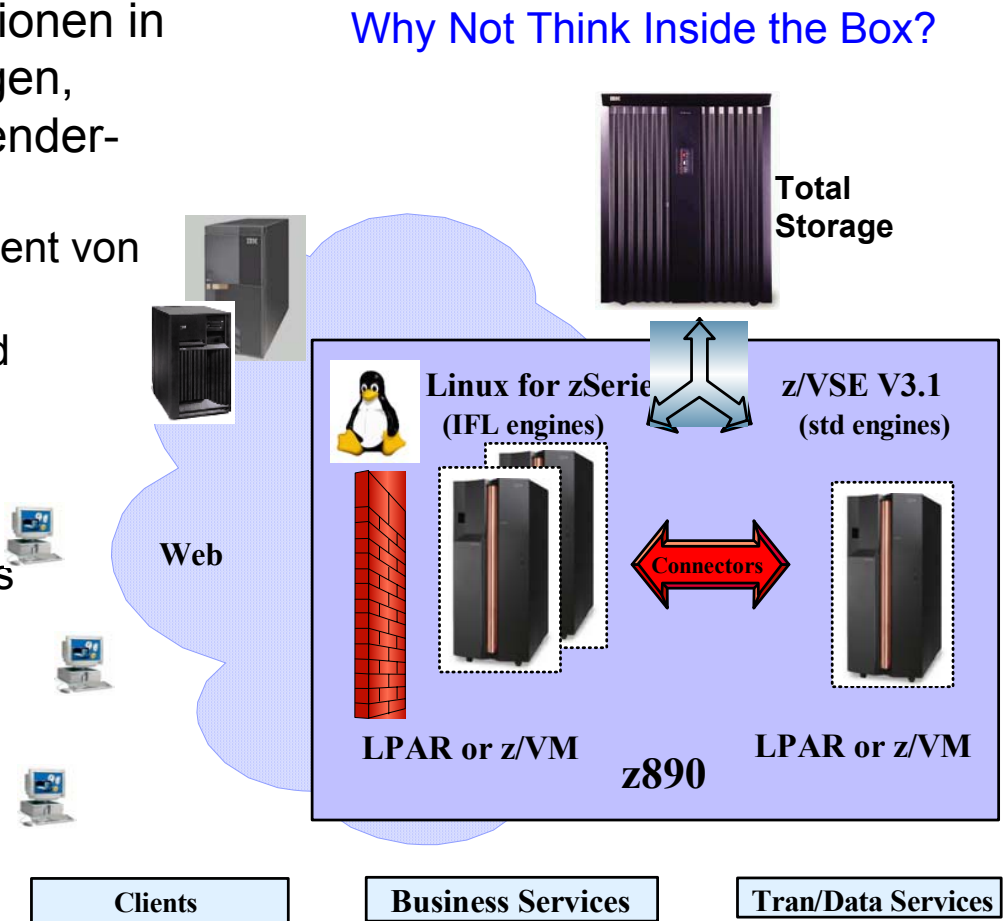 ionen in
gen,
ender-
ent von
d
s
Why Not Think Inside the Box?
Total
Storage
Linux for zSerie
(IFL engines)
z/VSE V3.1
(std engines)
Web
Connectors
LPAR or z/VM
LPAR or z/VM
z890
Clients
Business Services
Tran/Data Services